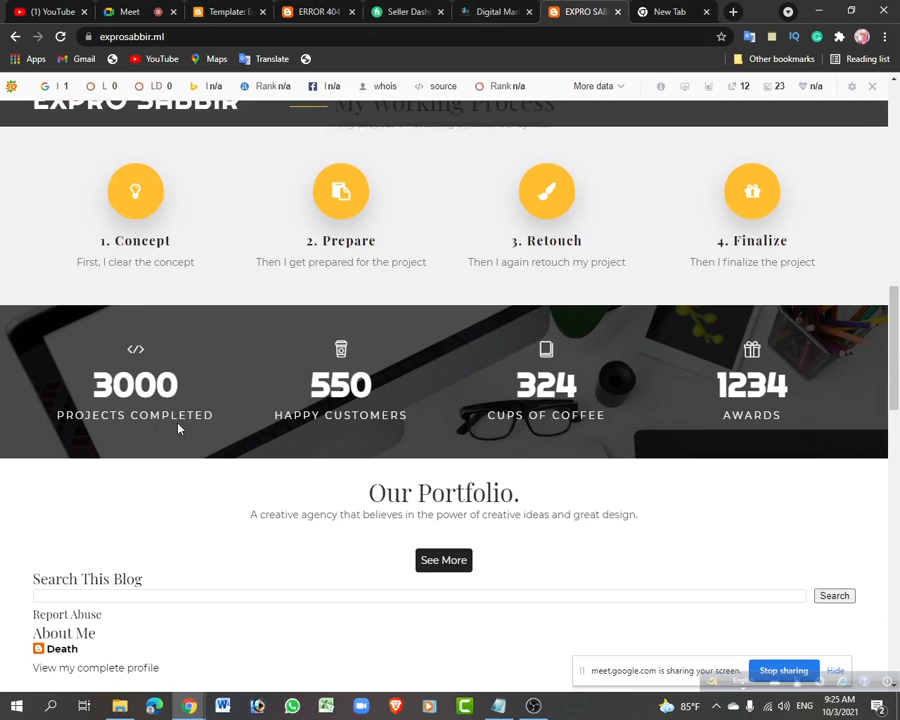 (1) YouTube
Meet
Template: E
ERROR 404
Seller Dash
Digital Mar
EXPRO SAB
New Tab
exprosabbir.ml
Apps
Gmail
YouTube
Maps
Translate
Other bookmarks
Reading list
I 1
L 0
LD 0
I n/a
Rank n/a
I n/a
whois
source
Rank n/a
More data
12
23
n/a
EXPRO SABBIR
My Working Process
1. Concept
2. Prepare
3. Retouch
4. Finalize
First, I clear the concept
Then I get prepared for the project
Then I again retouch my project
Then I finalize the project
3000
550
324
1234
PROJECTS COMPLETED
HAPPY CUSTOMERS
CUPS OF COFFEE
AWARDS
Our Portfolio.
A creative agency that believes in the power of creative ideas and great design.
See More
Search This Blog
Search
Report Abuse
About Me
Death
View my complete profile
meet.google.com is sharing your screen.
Stop sharing
Hide
English
85°F
ENG
9:25 AM
10/3/2021
2